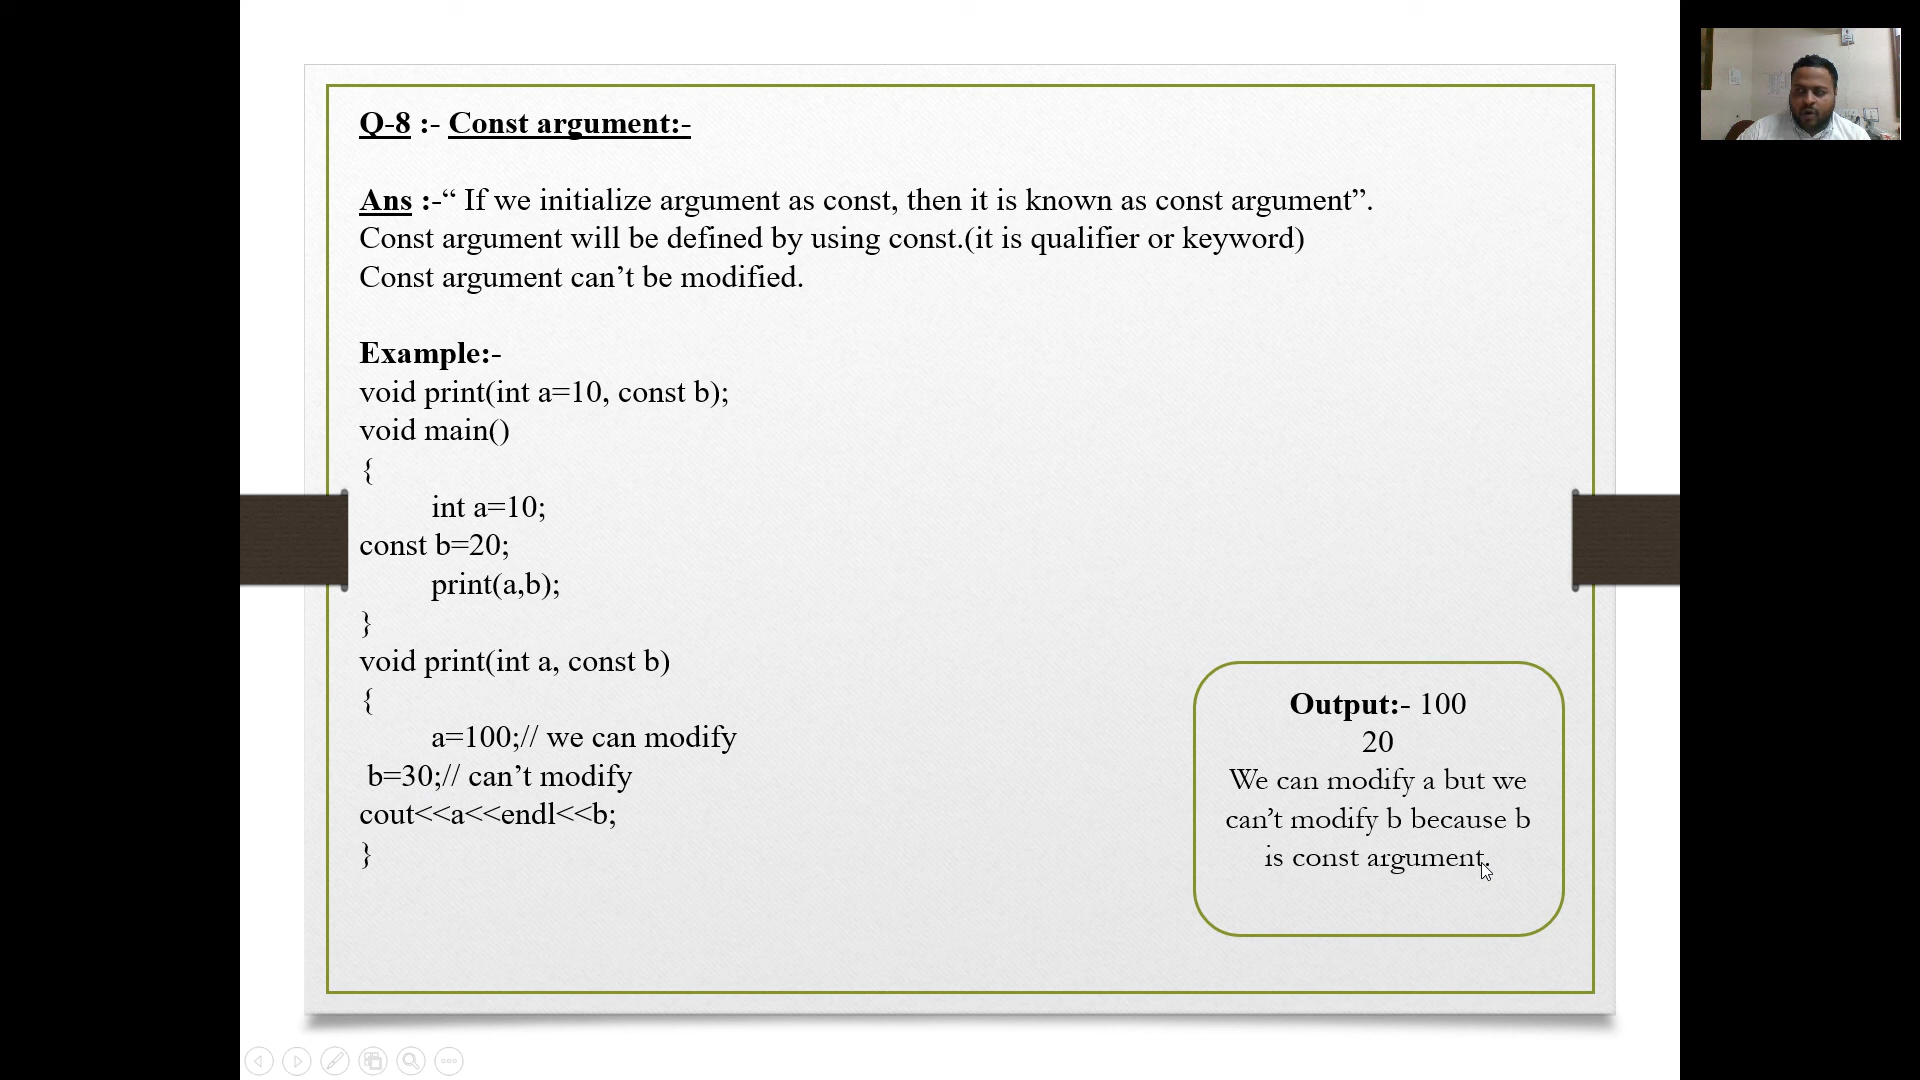 Q-8 :- Const argument:-
Ans :-“ If we initialize argument as const, then it is known as const argument”.
Const argument will be defined by using const.(it is qualifier or keyword)
Const argument can’t be modified.
Example:-
void print(int a=10, const b);
void main()
{
int a=10;
const b=20;
print(a,b);
}
void print(int a, const b)
{
a=100;// we can modify
b=30;// can’t modify
cout<<a<<endl<<b;
}
Output:- 100
20
We can modify a but we
can’t modify b because b
is const argument.